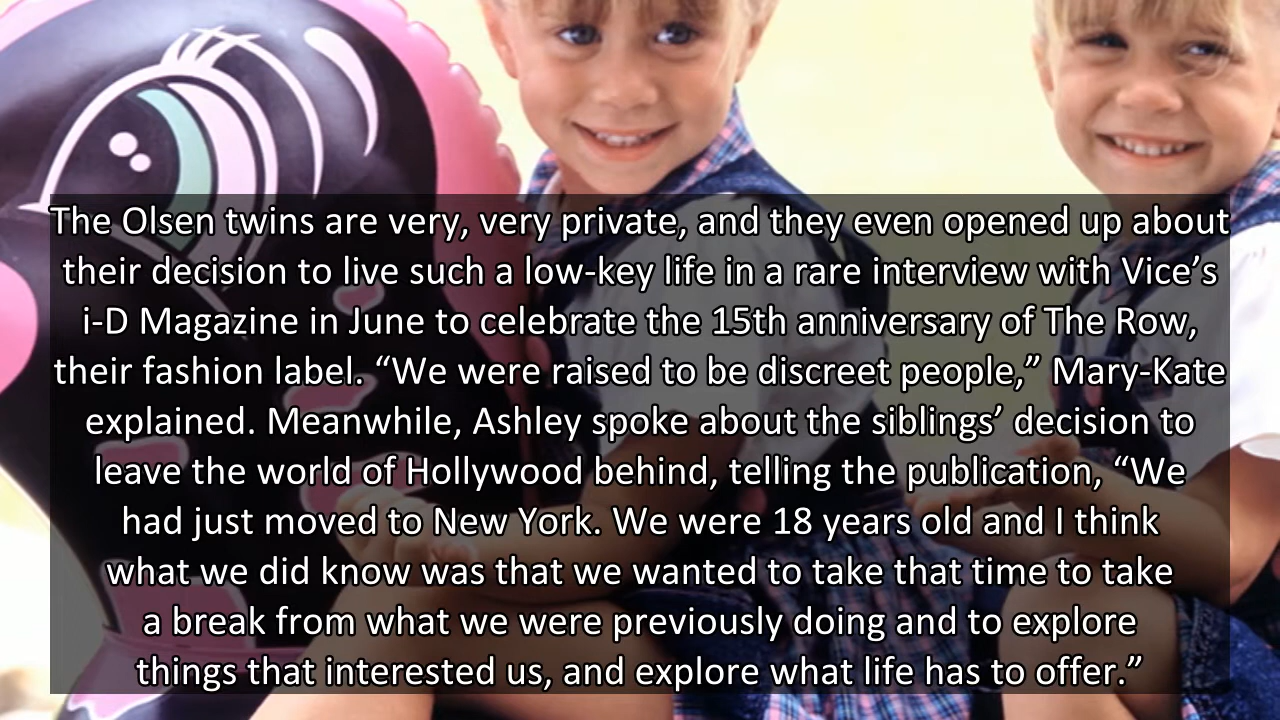 The Olsen twins are very, very private, and they even opened up about
their decision to live such a low-key life in a rare interview with Vice’s
i-D Magazine in June to celebrate the 15th anniversary of The Row,
their fashion label. “We were raised to be discreet people,” Mary-Kate
explained. Meanwhile, Ashley spoke about the siblings’ decision to
leave the world of Hollywood behind, telling the publication, “We
had just moved to New York. We were 18 years old and I think
what we did know was that we wanted to take that time to take
a break from what we were previously doing and to explore
things that interested us, and explore what life has to offer.”